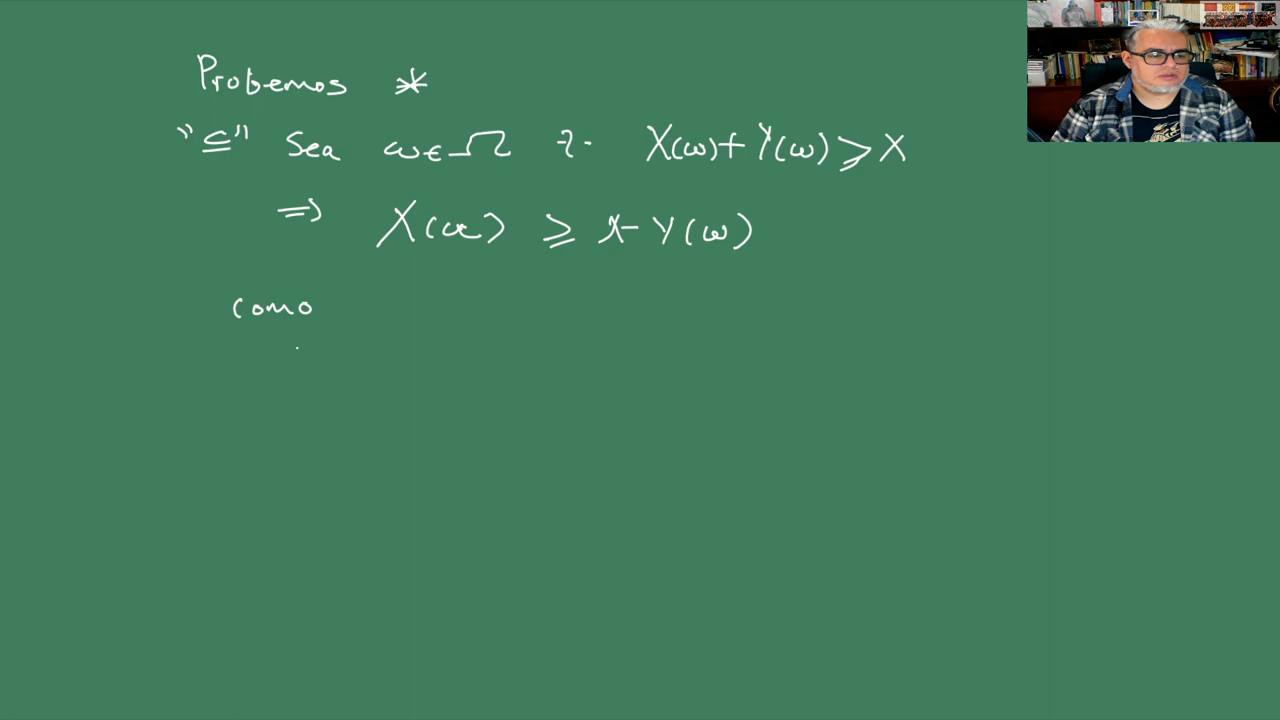 Probemos *
"⊆" Sea ω ∈ Ω ∙∋∙ X(ω) + Y(ω) ⩾ x
⇒ X(ω) ⩾ x - Y(ω)
como